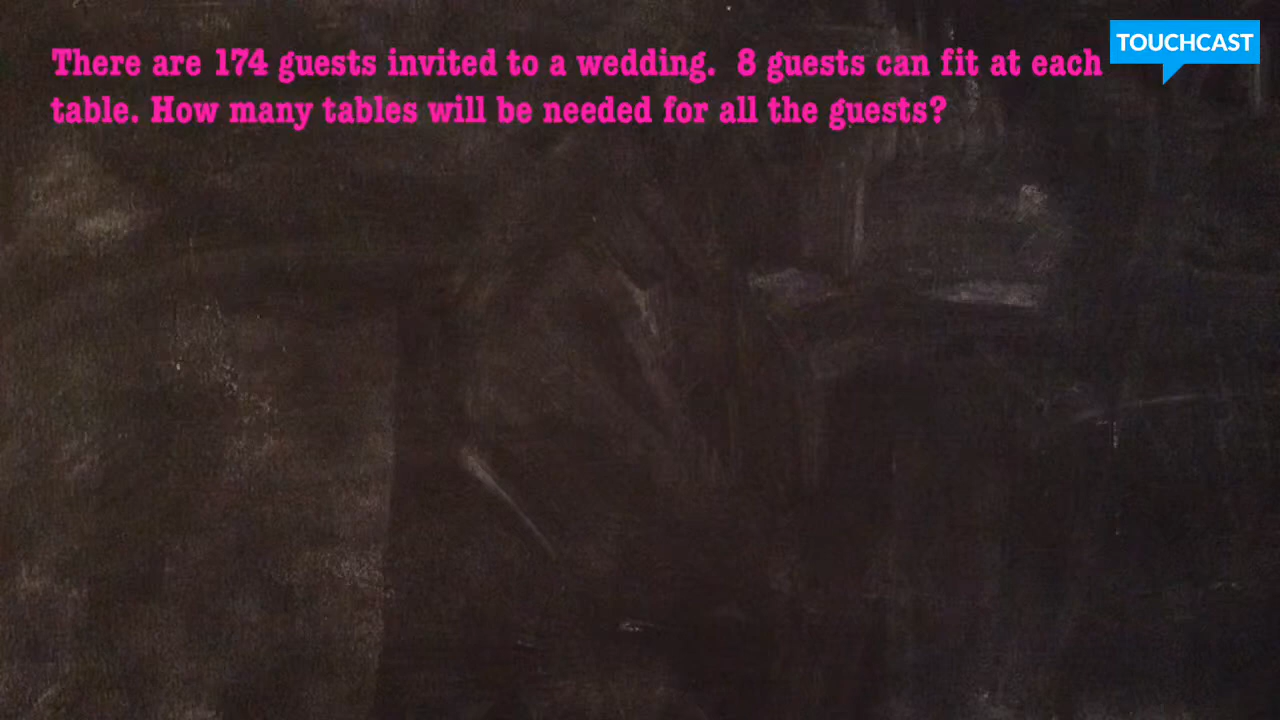 There are 174 guests invited to a wedding.  8 guests can fit at each
table. How many tables will be needed for all the guests?
TOUCHCAST